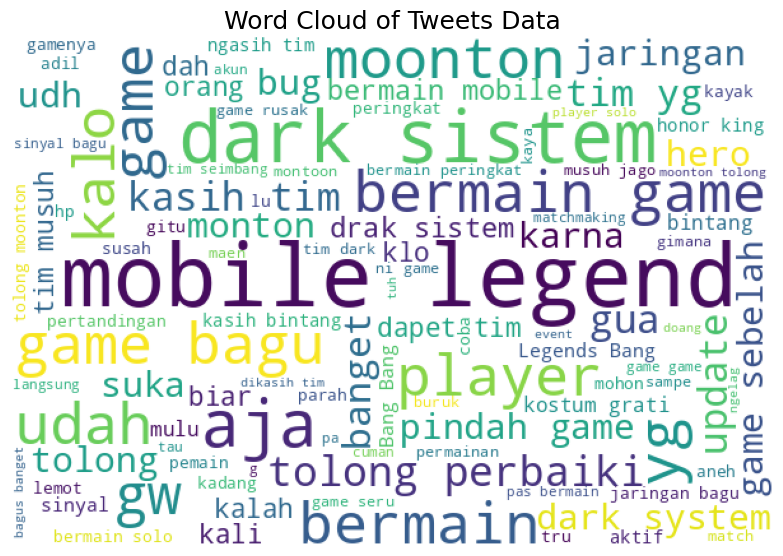 Word Cloud of Tweets Data
gamenya
ngasih tim
moonton
jaringan
adil
dah
akun
orang
bug
bermain mobile
tim yg
kayak
udh
game
game rusak
peringkat
player solo
honor king
kalo
dark sistem
hero
sinyal bagu
tim seimbang
montoon
kaya
bermain peringkat
musuh jago
moonton tolong
tim musuh
kasih
tim
lu
bermain game
hp
gitu
monton
drak sistem
matchmaking
karna
bintang
tolong moonton
susah
maen
tim dark
klo
ni game
gimana
mobile legend
tuh
game sebelah
pertandingan
kasih bintang
banget
dapet
tim
coba
event
gua
doang
update
game bagu
Legends Bang
Bang Bang
player
game game
langsung
suka
dikasih tim
biar
parah
mohon
sampe
ngelag
buruk
kostum grati
udah
mulu
aja
pa
pindah game
yg
tau
cuman
permainan
tolong
pemain
g
tolong perbaiki
aneh
bagus banget
lemot
gw
kadang
game seru
pas bermain
jaringan bagu
sinyal
kalah
bermain
dark system
bermain solo
kali
tru
aktif
match